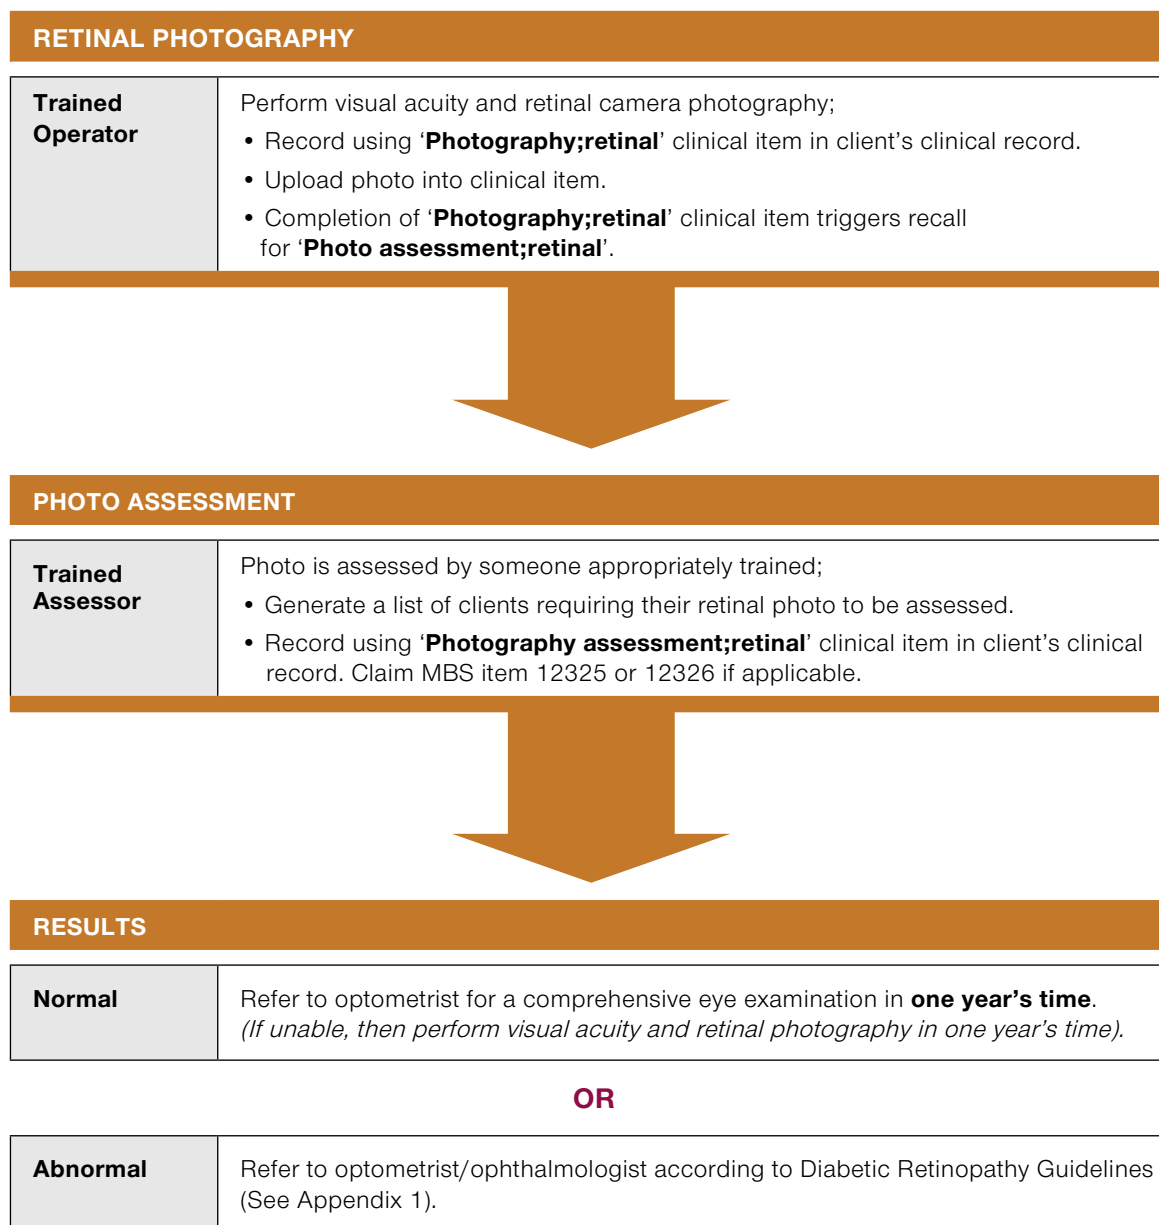 RETINAL PHOTOGRAPHY
Trained
Operator
Perform visual acuity and retinal camera photography;
• Record using ‘Photography;retinal’ clinical item in client’s clinical record.
• Upload photo into clinical item.
• Completion of ‘Photography;retinal’ clinical item triggers recall
for ‘Photo assessment;retinal’.
PHOTO ASSESSMENT
Trained
Assessor
Photo is assessed by someone appropriately trained;
• Generate a list of clients requiring their retinal photo to be assessed.
• Record using ‘Photography assessment;retinal’ clinical item in client’s clinical
record. Claim MBS item 12325 or 12326 if applicable.
RESULTS
Normal
Refer to optometrist for a comprehensive eye examination in one year’s time.
(If unable, then perform visual acuity and retinal photography in one year’s time).
OR
Abnormal
Refer to optometrist/ophthalmologist according to Diabetic Retinopathy Guidelines
(See Appendix 1).